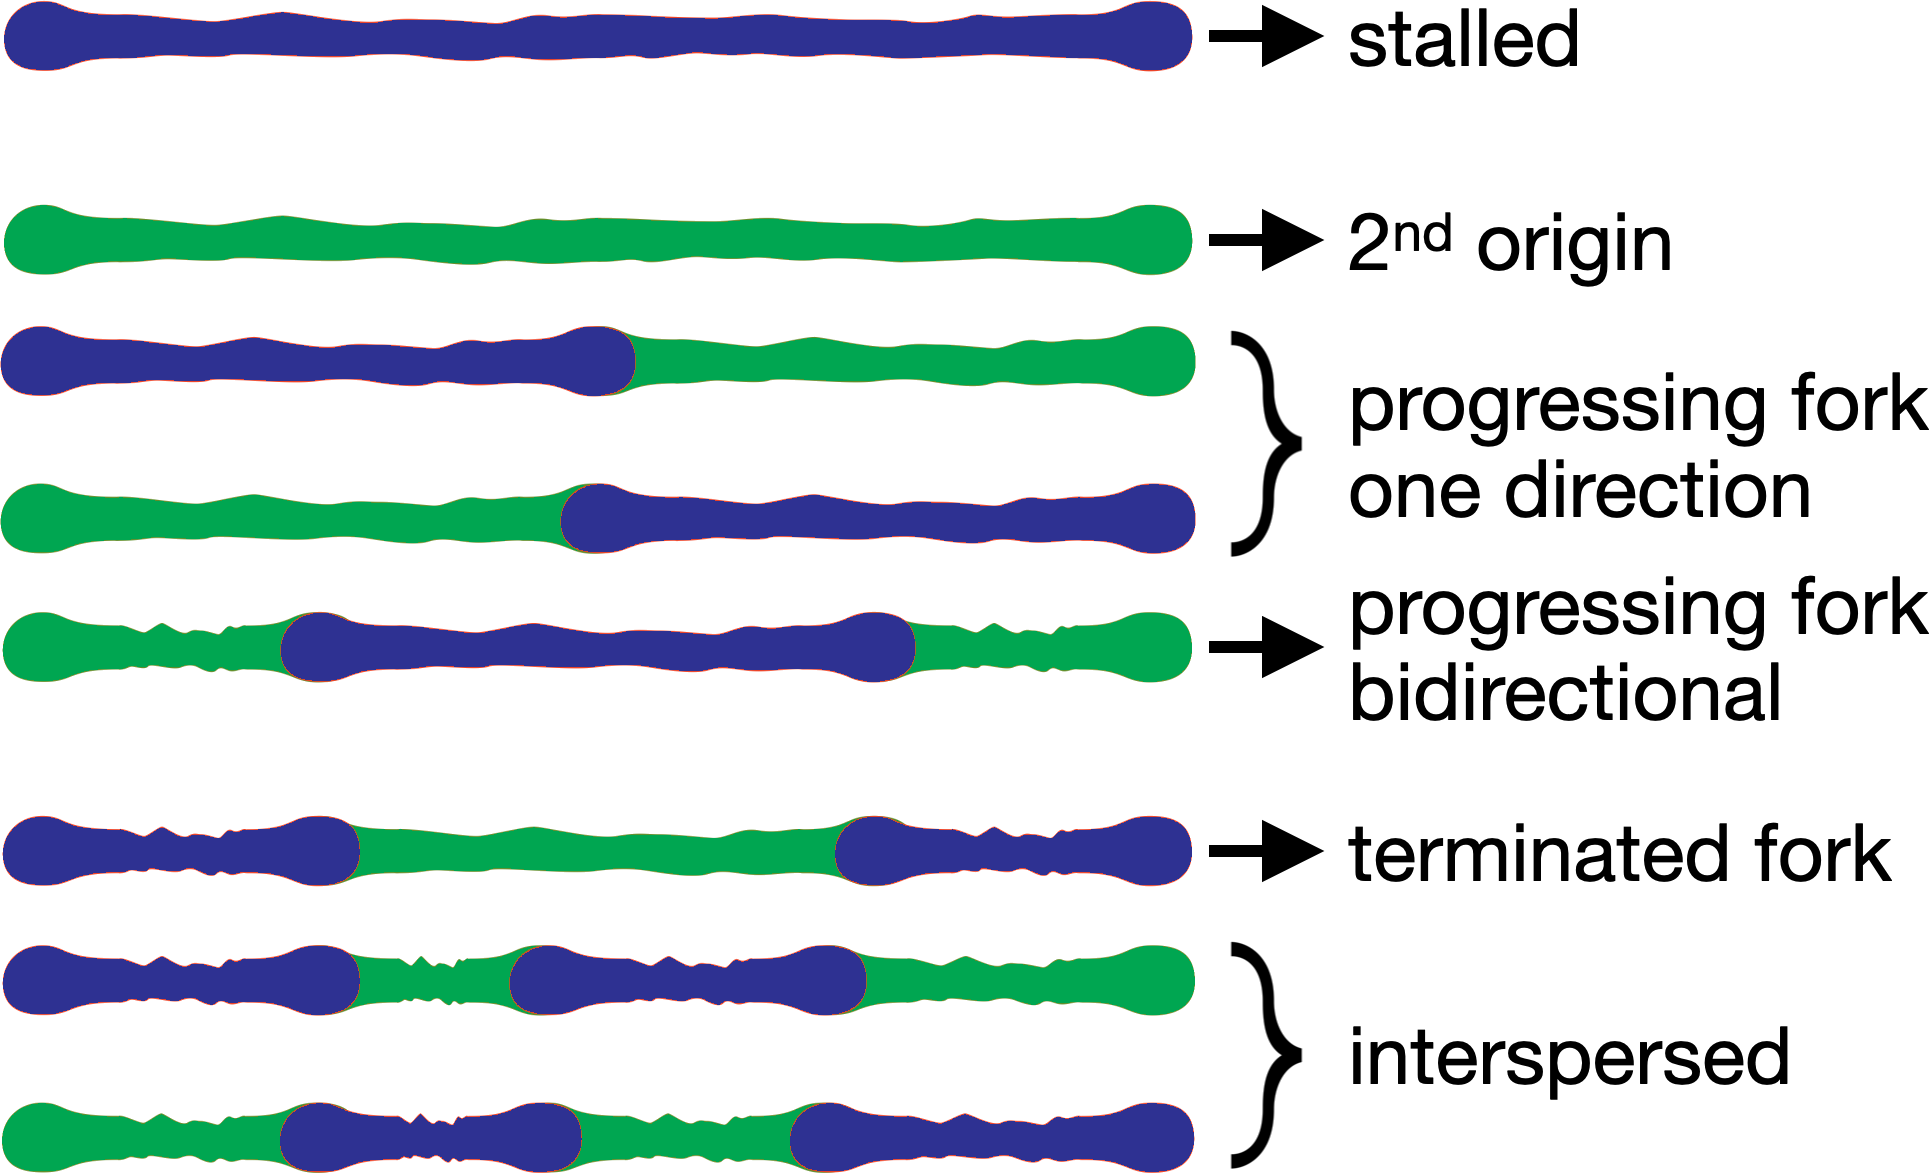 stalled
2nd origin
progressing fork
one direction
progressing fork
bidirectional
terminated fork
interspersed